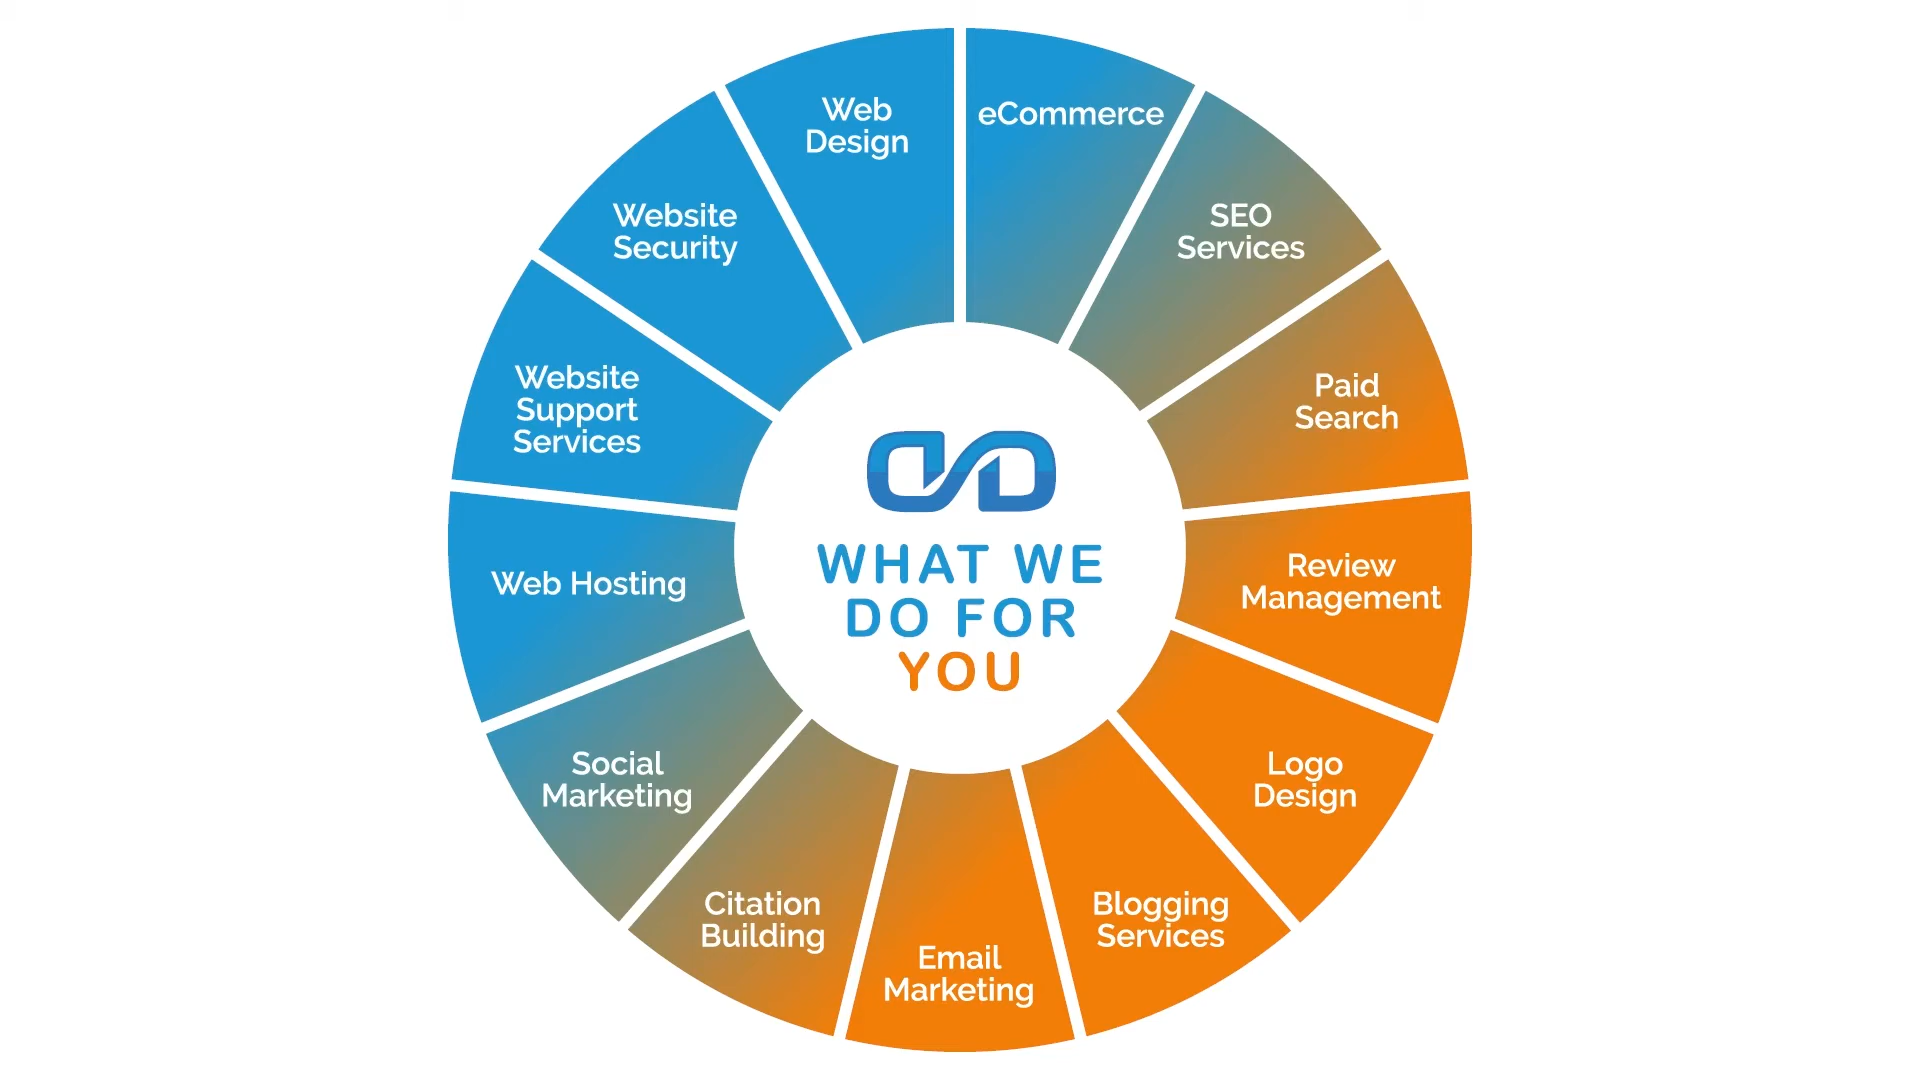 Web
Design
eCommerce
SEO
Services
Paid
Search
Review
Management
Logo
Design
Blogging
Services
Email
Marketing
Citation
Building
Social
Marketing
Web Hosting
Website
Support
Services
Website
Security
WHAT WE
DO FOR
YOU